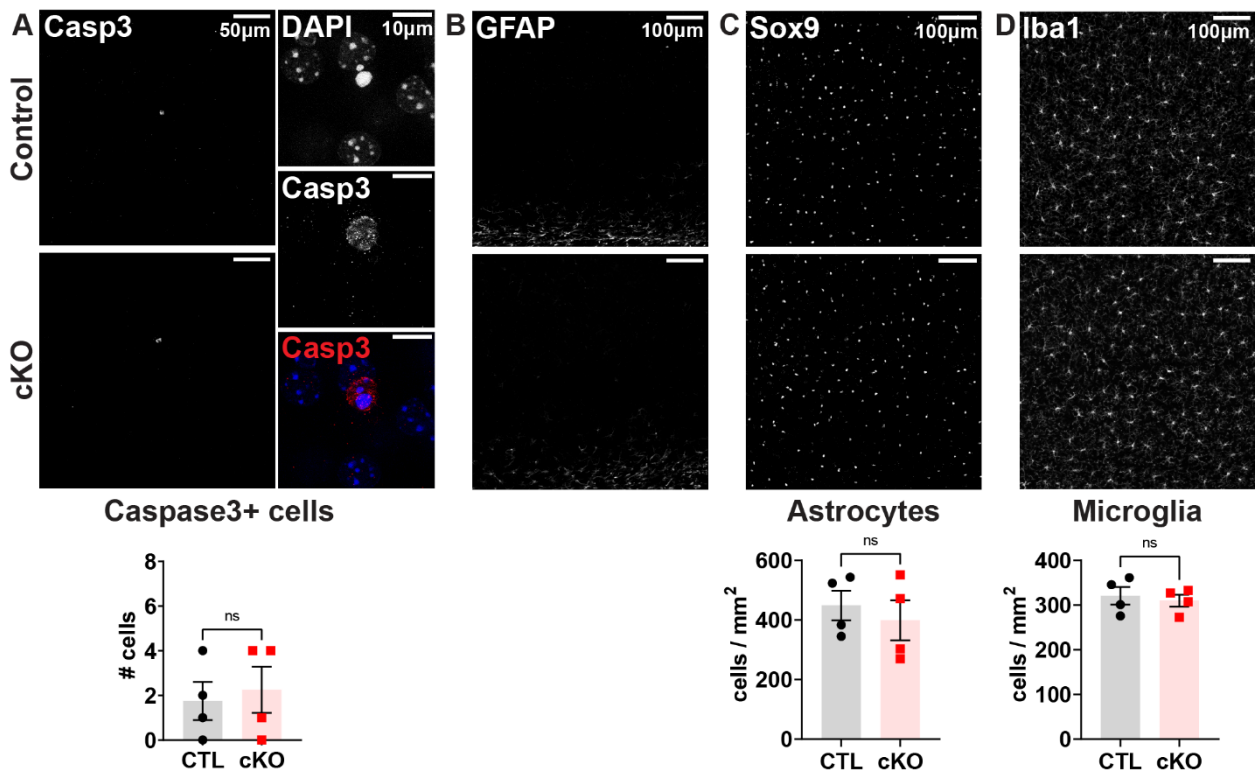 A
Casp3
50µm
DAPI
10µm
B
GFAP
100µm
C
Sox9
100µm
D
Iba1
100µm
Control
Casp3
cKO
Casp3
Caspase3+ cells
8
6
4
2
0
# cells
ns
CTL cKO
Astrocytes
600
400
200
0
cells / mm²
ns
CTL cKO
Microglia
400
300
200
100
0
cells / mm²
ns
CTL cKO